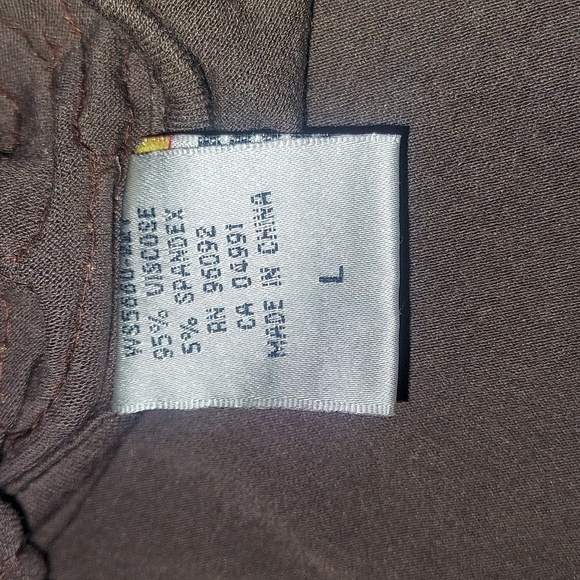 95% VISCOSE
5% SPANDEX
RN 96092
CA 04991
MADE IN CHINA
L